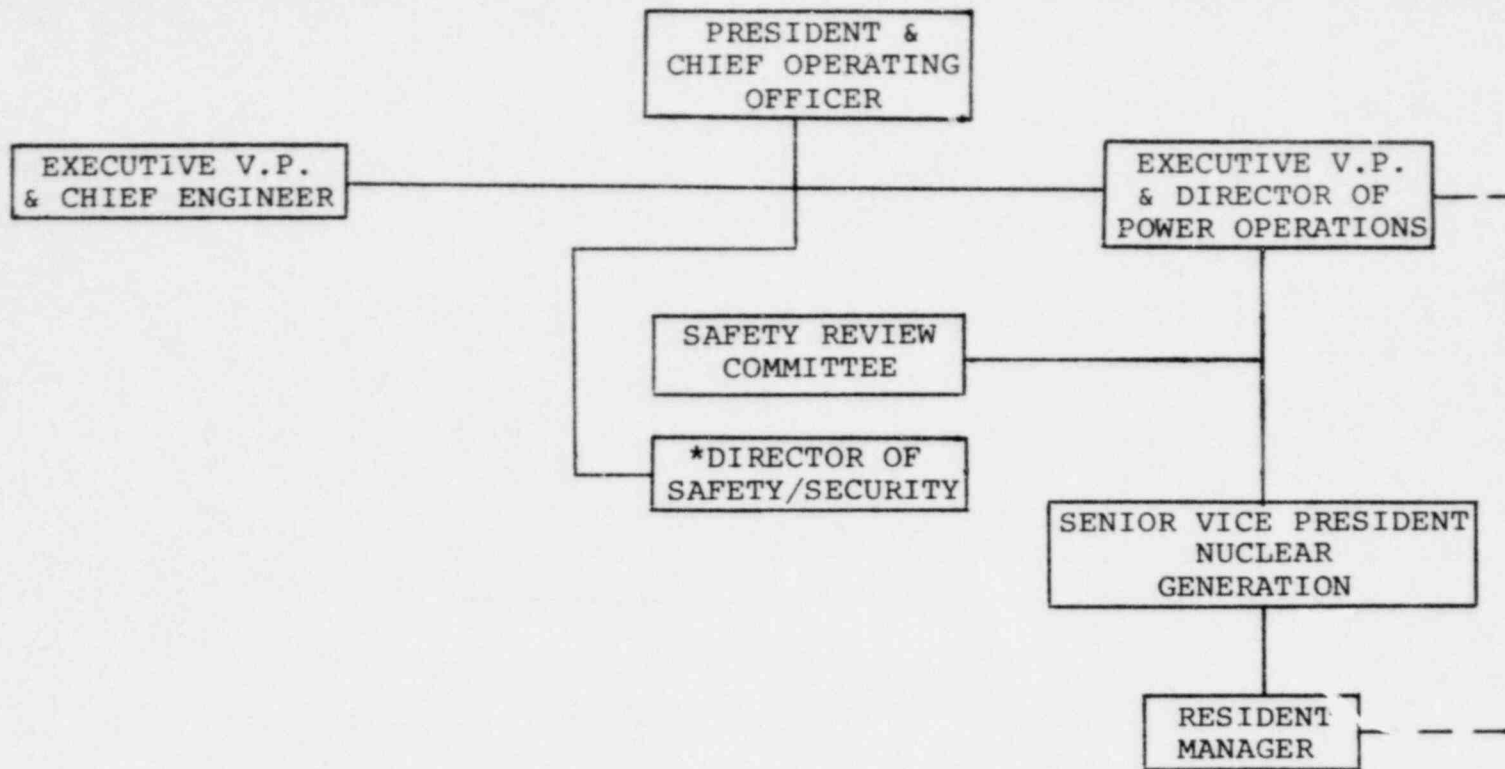 PRESIDENT &
CHIEF OPERATING
OFFICER
EXECUTIVE V.P.
& CHIEF ENGINEER
EXECUTIVE V.P.
& DIRECTOR OF
POWER OPERATIONS
SAFETY REVIEW
COMMITTEE
*DIRECTOR OF
SAFETY/SECURITY
SENIOR VICE PRESIDENT
NUCLEAR
GENERATION
RESIDENT
MANAGER